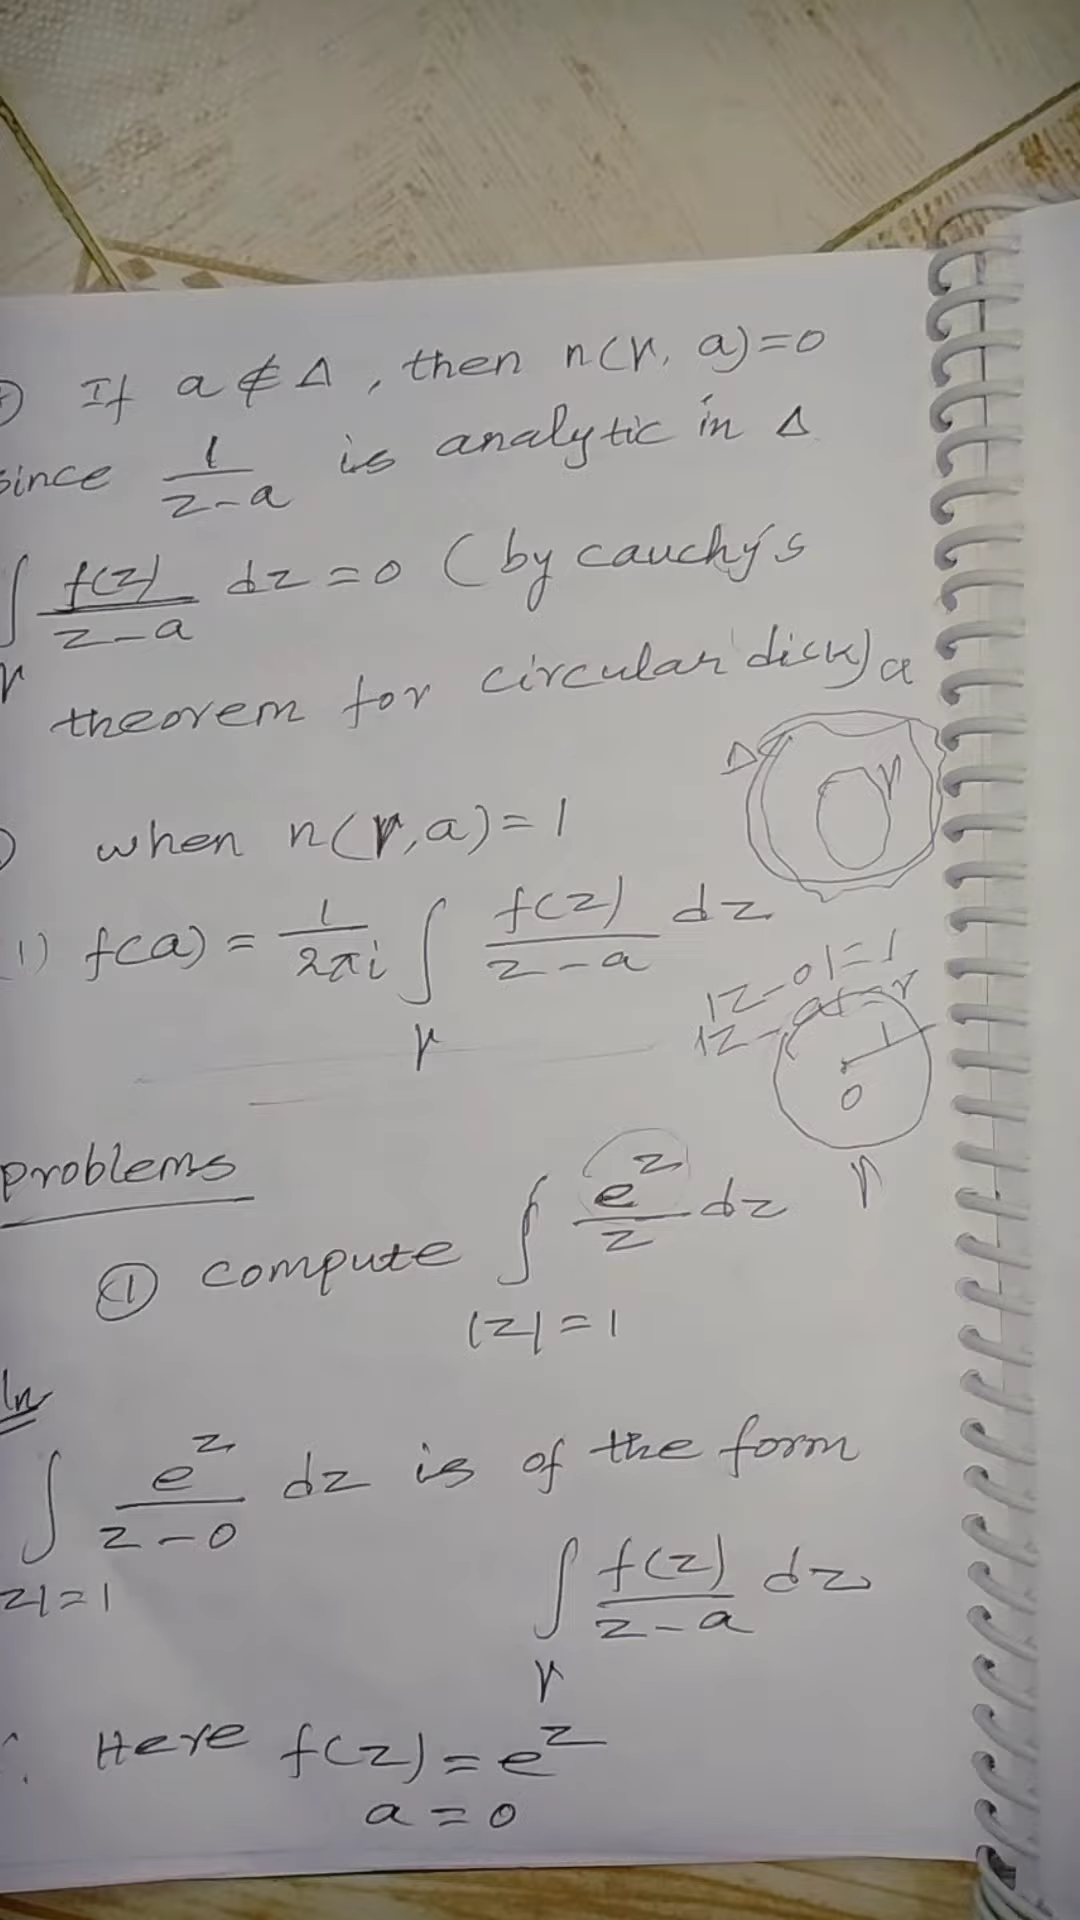 If a ∉ Δ, then n(γ, a)=0
since 1/(z-a) is analytic in Δ
∫γ f(z)/(z-a) dz = 0 (by cauchy's
theorem for circular disk)
a
Δ
γ
when n(γ,a)=1
(1) f(a) = 1/(2πi) ∫γ f(z)/(z-a) dz
|z-0|=1
|z-a|=r
1
0
γ
problems
① compute ∫|z|=1 e^z/z dz
ln
∫|z|=1 e^z/(z-0) dz is of the form
∫γ f(z)/(z-a) dz
∴ Here f(z) = e^z
a = 0